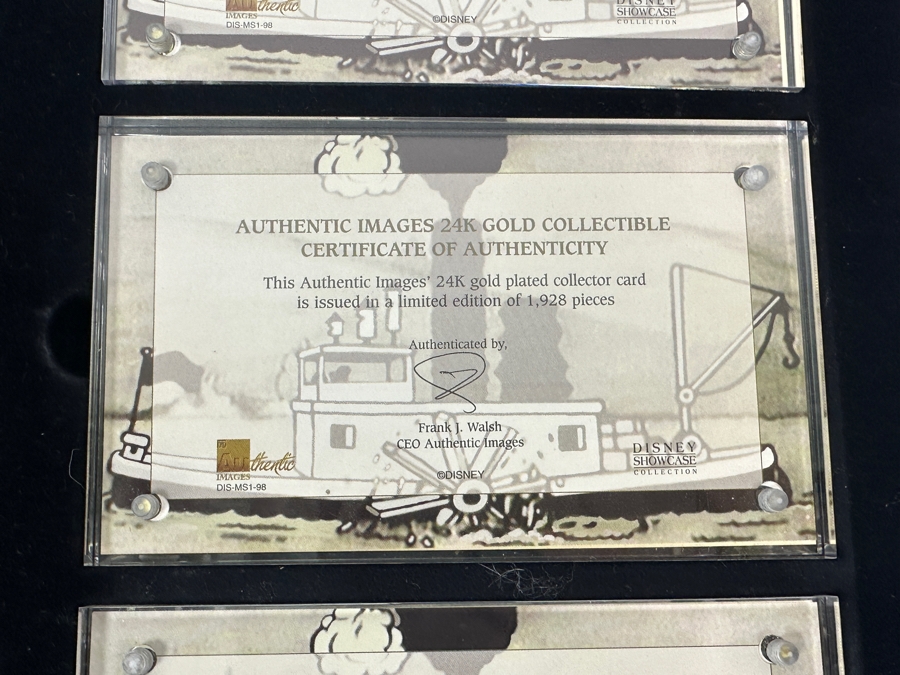 Authentic
IMAGES
DIS-MS1-98
©DISNEY
DISNEY
SHOWCASE
COLLECTION
AUTHENTIC IMAGES 24K GOLD COLLECTIBLE
CERTIFICATE OF AUTHENTICITY
This Authentic Images' 24K gold plated collector card
is issued in a limited edition of 1,928 pieces
Authenticated by,
Frank J. Walsh
CEO Authentic Images
Authentic
IMAGES
DIS-MS1-98
©DISNEY
DISNEY
SHOWCASE
COLLECTION